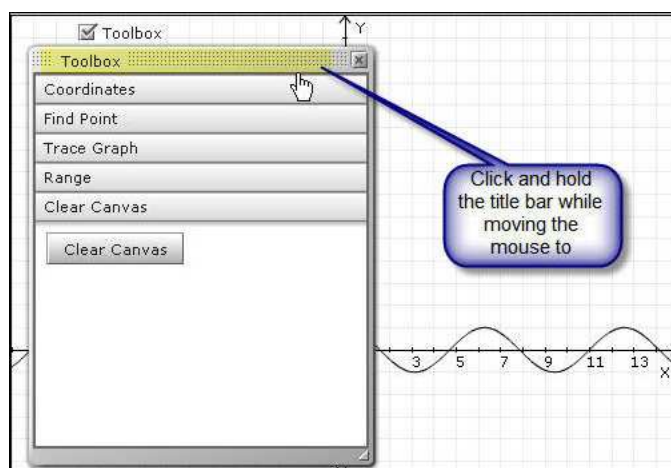 Toolbox
Y
Toolbox
Coordinates
Find Point
Trace Graph
Range
Clear Canvas
Clear Canvas
Click and hold
the title bar while
moving the
mouse to
3 5 7 9 11 13
X